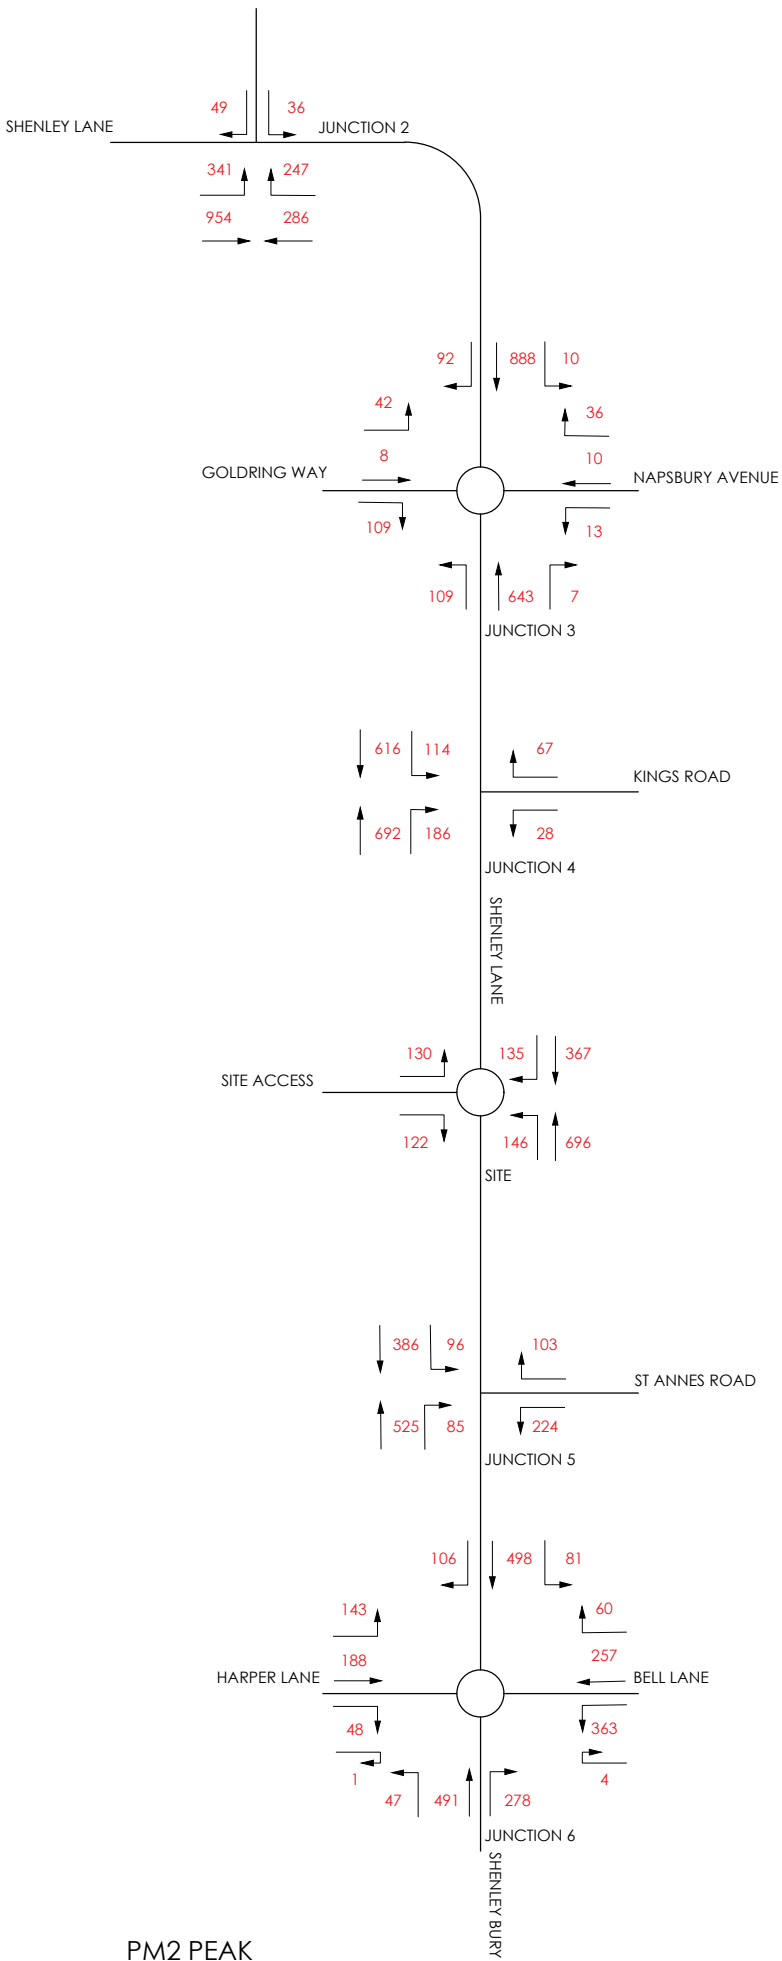 49 36
SHENLEY LANE JUNCTION 2
341 247
954 286
92 888 10
42 36
8 10
GOLDRING WAY NAPSBURY AVENUE
109 13
109 643 7
JUNCTION 3
616 114 67
KINGS ROAD
692 186 28
JUNCTION 4
SHENLEY LANE
130 135 367
SITE ACCESS
122 146 696
SITE
386 96 103
ST ANNES ROAD
525 85 224
JUNCTION 5
106 498 81
143 60
188 257
HARPER LANE BELL LANE
48 363
1 4
47 491 278
JUNCTION 6
SHENLEY BURY
PM2 PEAK